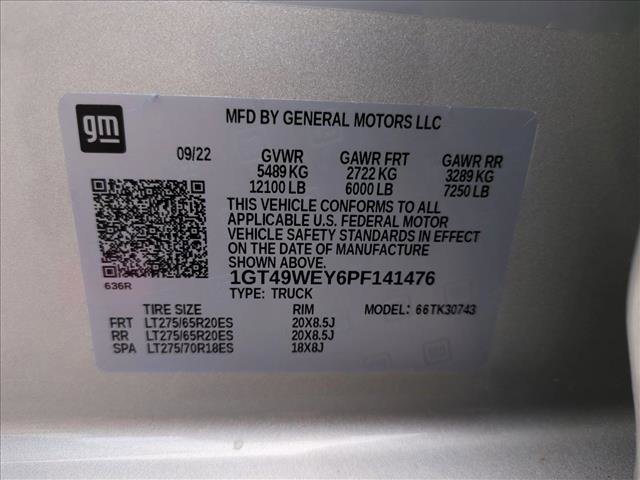 gm
MFD BY GENERAL MOTORS LLC
09/22 GVWR GAWR FRT GAWR RR
5489 KG 2722 KG 3289 KG
12100 LB 6000 LB 7250 LB
THIS VEHICLE CONFORMS TO ALL
APPLICABLE U.S. FEDERAL MOTOR
VEHICLE SAFETY STANDARDS IN EFFECT
ON THE DATE OF MANUFACTURE
SHOWN ABOVE.
636R
1GT49WEY6PF141476
TYPE: TRUCK
TIRE SIZE RIM MODEL: 66TK30743
FRT LT275/65R20ES 20X8.5J
RR LT275/65R20ES 20X8.5J
SPA LT275/70R18ES 18X8J